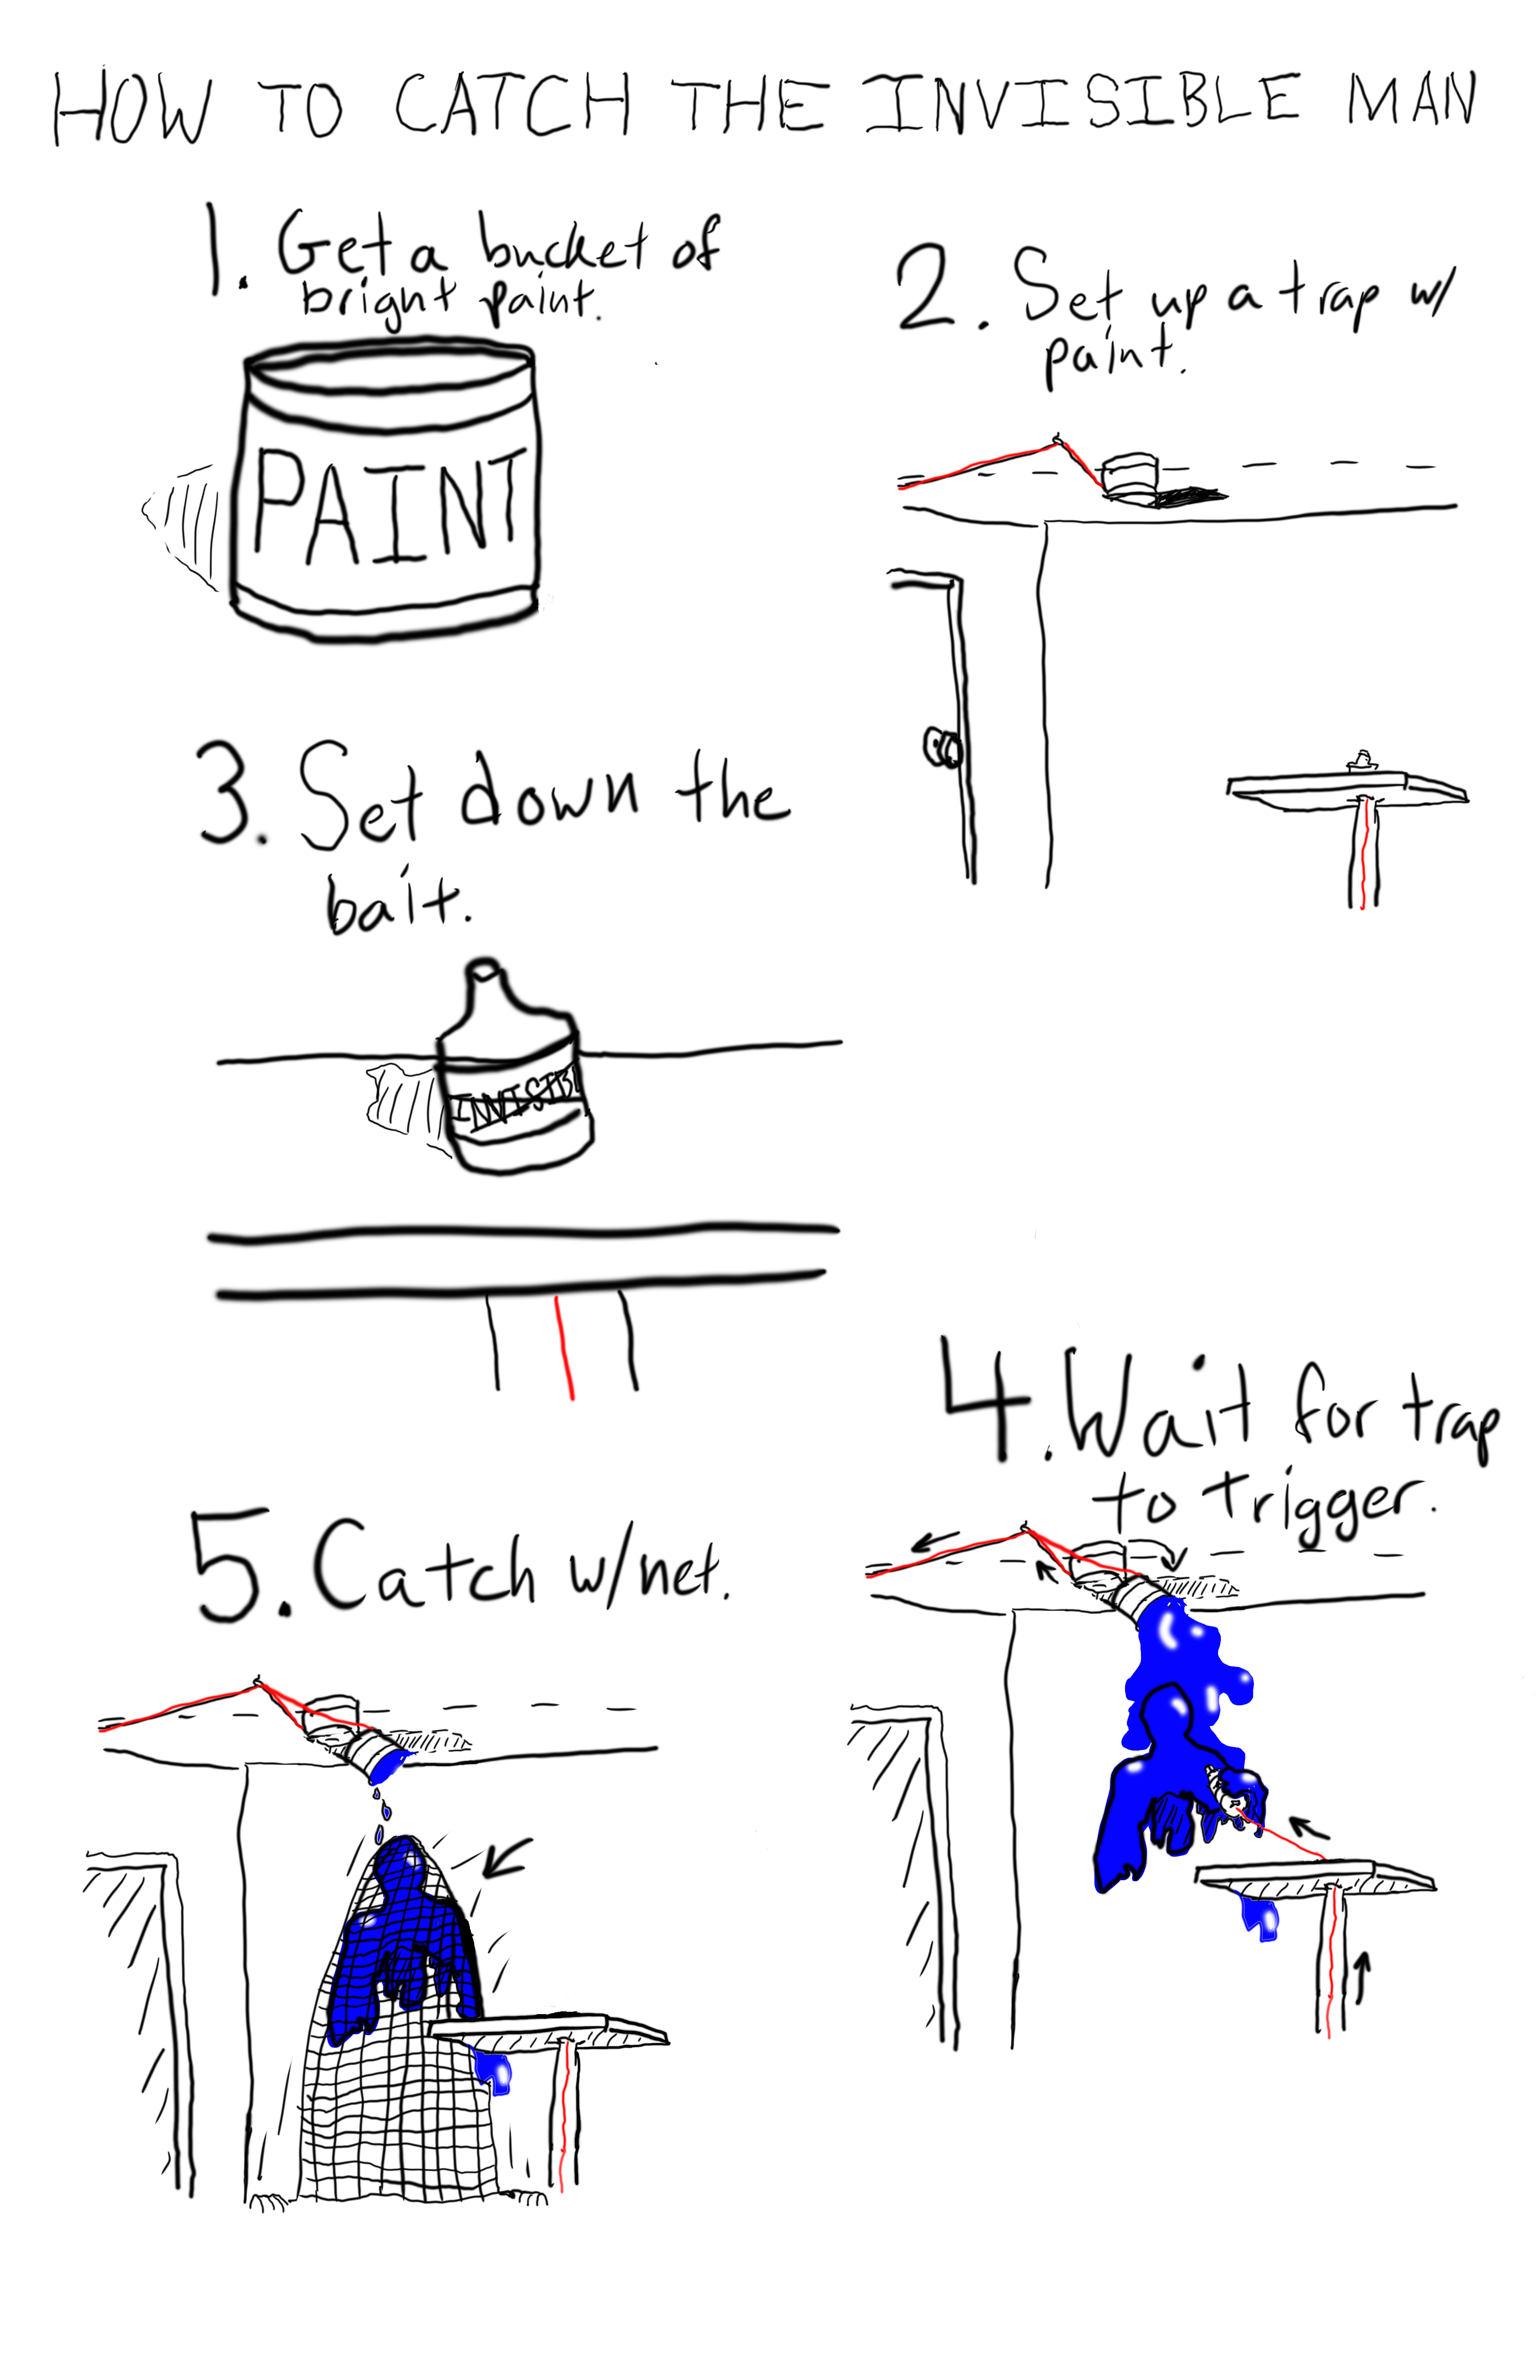 HOW TO CATCH THE INVISIBLE MAN
1. Get a bucket of
bright paint.
PAINT
2. Set up a trap w/
paint.
3. Set down the
bait.
INVISIBL
4. Wait for trap
to trigger.
5. Catch w/net.